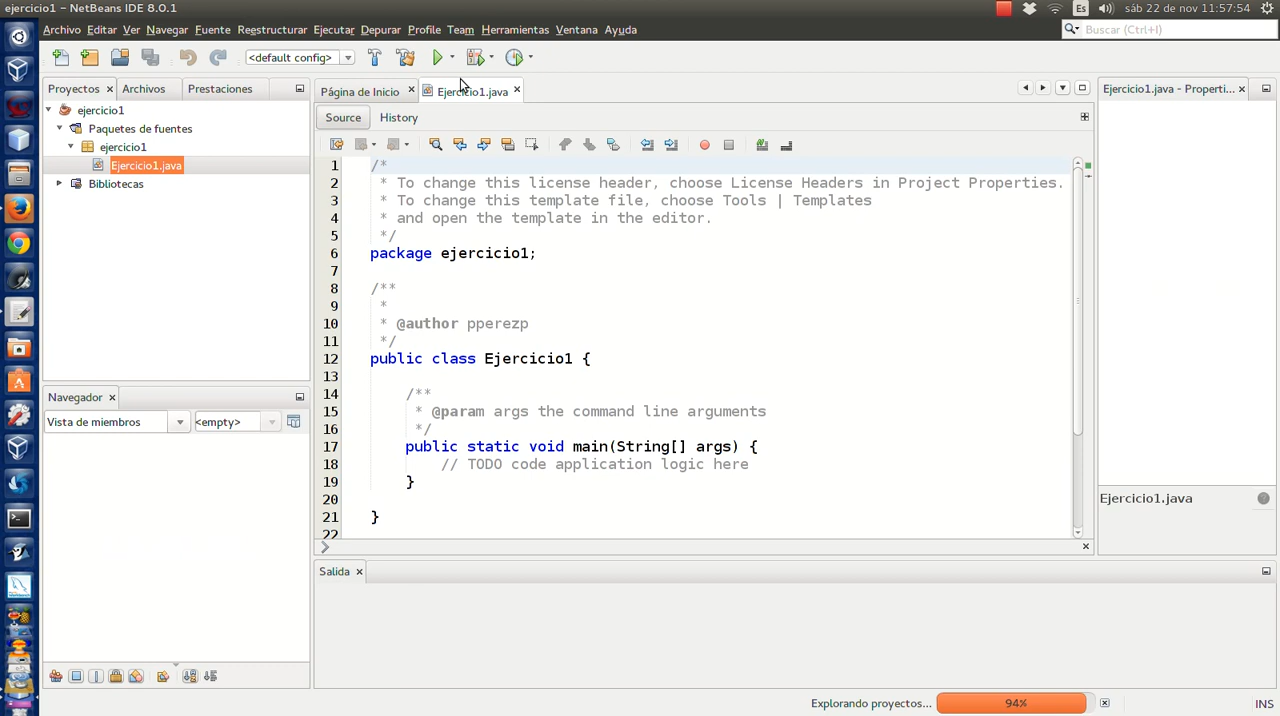 ejercicio1 – NetBeans IDE 8.0.1
Es
sáb 22 de nov 11:57:54
Archivo Editar Ver Navegar Fuente Reestructurar Ejecutar Depurar Profile Team Herramientas Ventana Ayuda
Buscar (Ctrl+I)
<default config>
Proyectos
Archivos
Prestaciones
ejercicio1
Paquetes de fuentes
ejercicio1
Ejercicio1.java
Bibliotecas
Navegador
Vista de miembros
<empty>
Página de Inicio
Ejercicio1.java
Source
History
1 /*
2 * To change this license header, choose License Headers in Project Properties.
3 * To change this template file, choose Tools | Templates
4 * and open the template in the editor.
5 */
6 package ejercicio1;
7
8 /**
9 *
10 * @author pperezp
11 */
12 public class Ejercicio1 {
13
14 /**
15 * @param args the command line arguments
16 */
17 public static void main(String[] args) {
18 // TODO code application logic here
19 }
20
21 }
22
Salida
Ejercicio1.java - Properti...
Ejercicio1.java
Explorando proyectos...
94%
INS